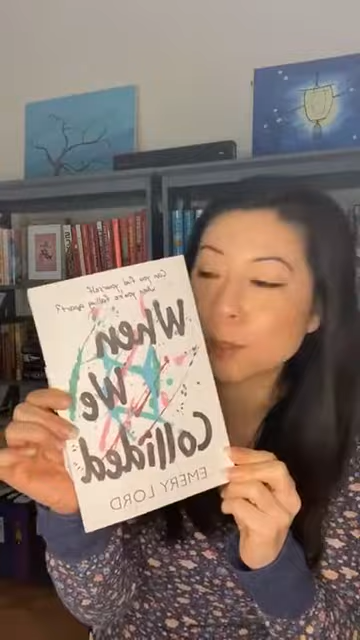 Can you find yourself
when you're falling apart?
When
We
Collided
EMERY LORD